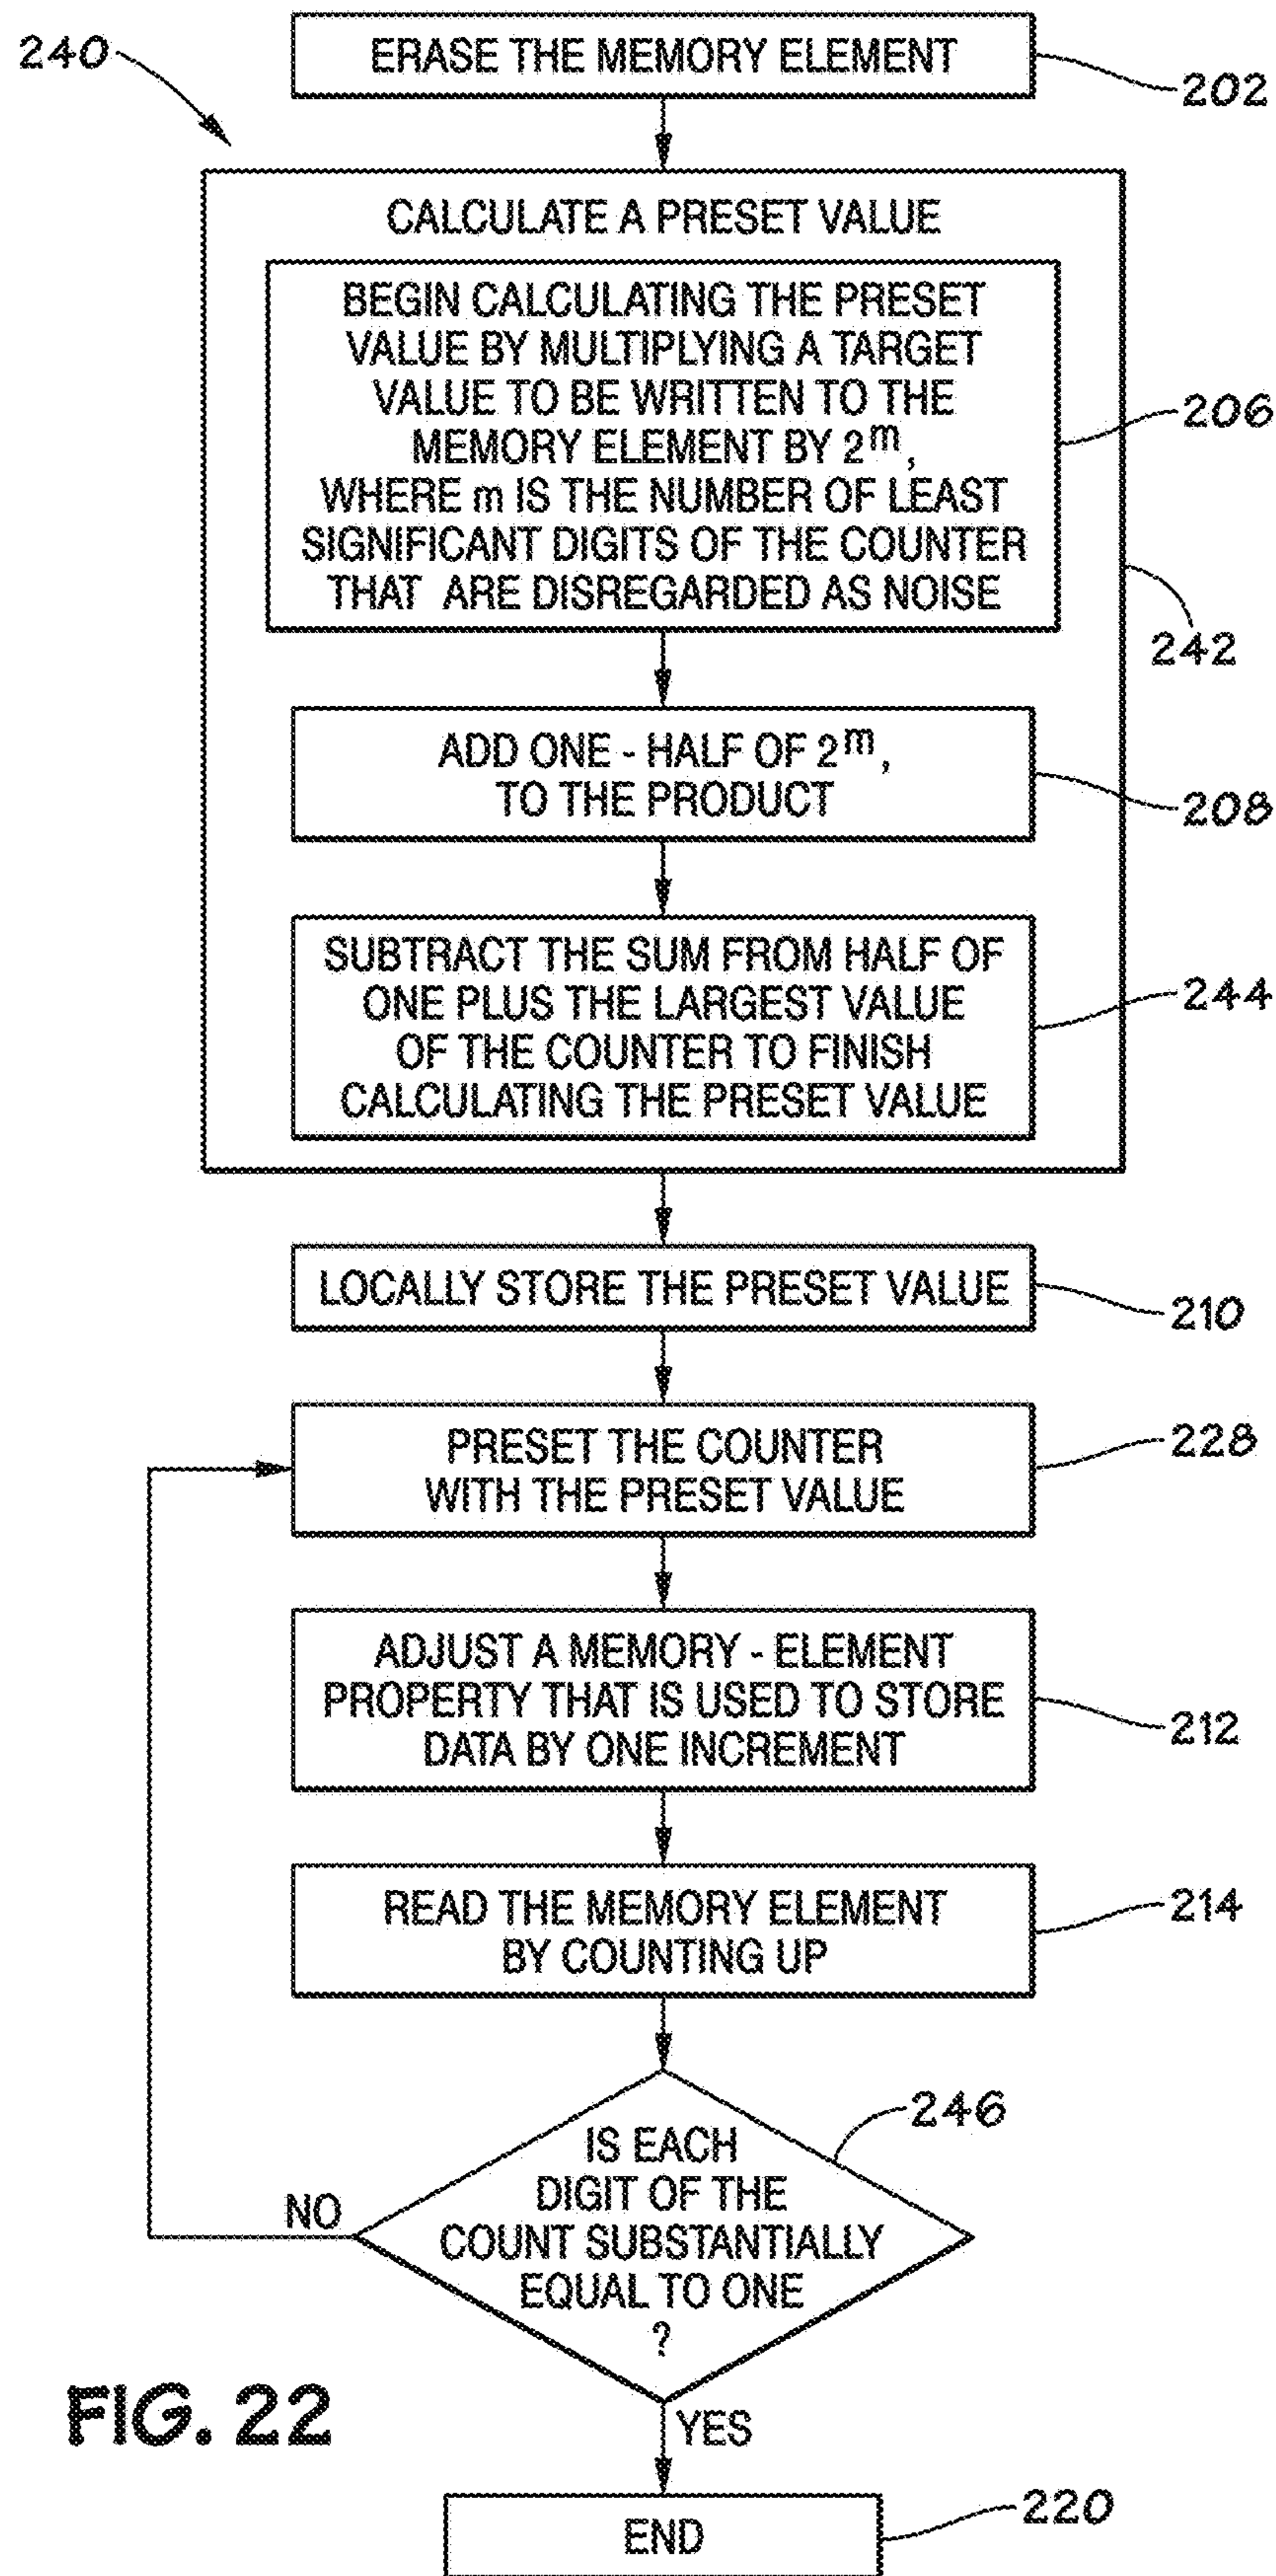 240
ERASE THE MEMORY ELEMENT
202
CALCULATE A PRESET VALUE
BEGIN CALCULATING THE PRESET
VALUE BY MULTIPLYING A TARGET
VALUE TO BE WRITTEN TO THE
MEMORY ELEMENT BY 2^m,
WHERE m IS THE NUMBER OF LEAST
SIGNIFICANT DIGITS OF THE COUNTER
THAT ARE DISREGARDED AS NOISE
206
242
ADD ONE - HALF OF 2^m,
TO THE PRODUCT
208
SUBTRACT THE SUM FROM HALF OF
ONE PLUS THE LARGEST VALUE
OF THE COUNTER TO FINISH
CALCULATING THE PRESET VALUE
244
LOCALLY STORE THE PRESET VALUE
210
PRESET THE COUNTER
WITH THE PRESET VALUE
228
ADJUST A MEMORY - ELEMENT
PROPERTY THAT IS USED TO STORE
DATA BY ONE INCREMENT
212
READ THE MEMORY ELEMENT
BY COUNTING UP
214
IS EACH
DIGIT OF THE
COUNT SUBSTANTIALLY
EQUAL TO ONE
?
246
NO
YES
FIG. 22
END
220